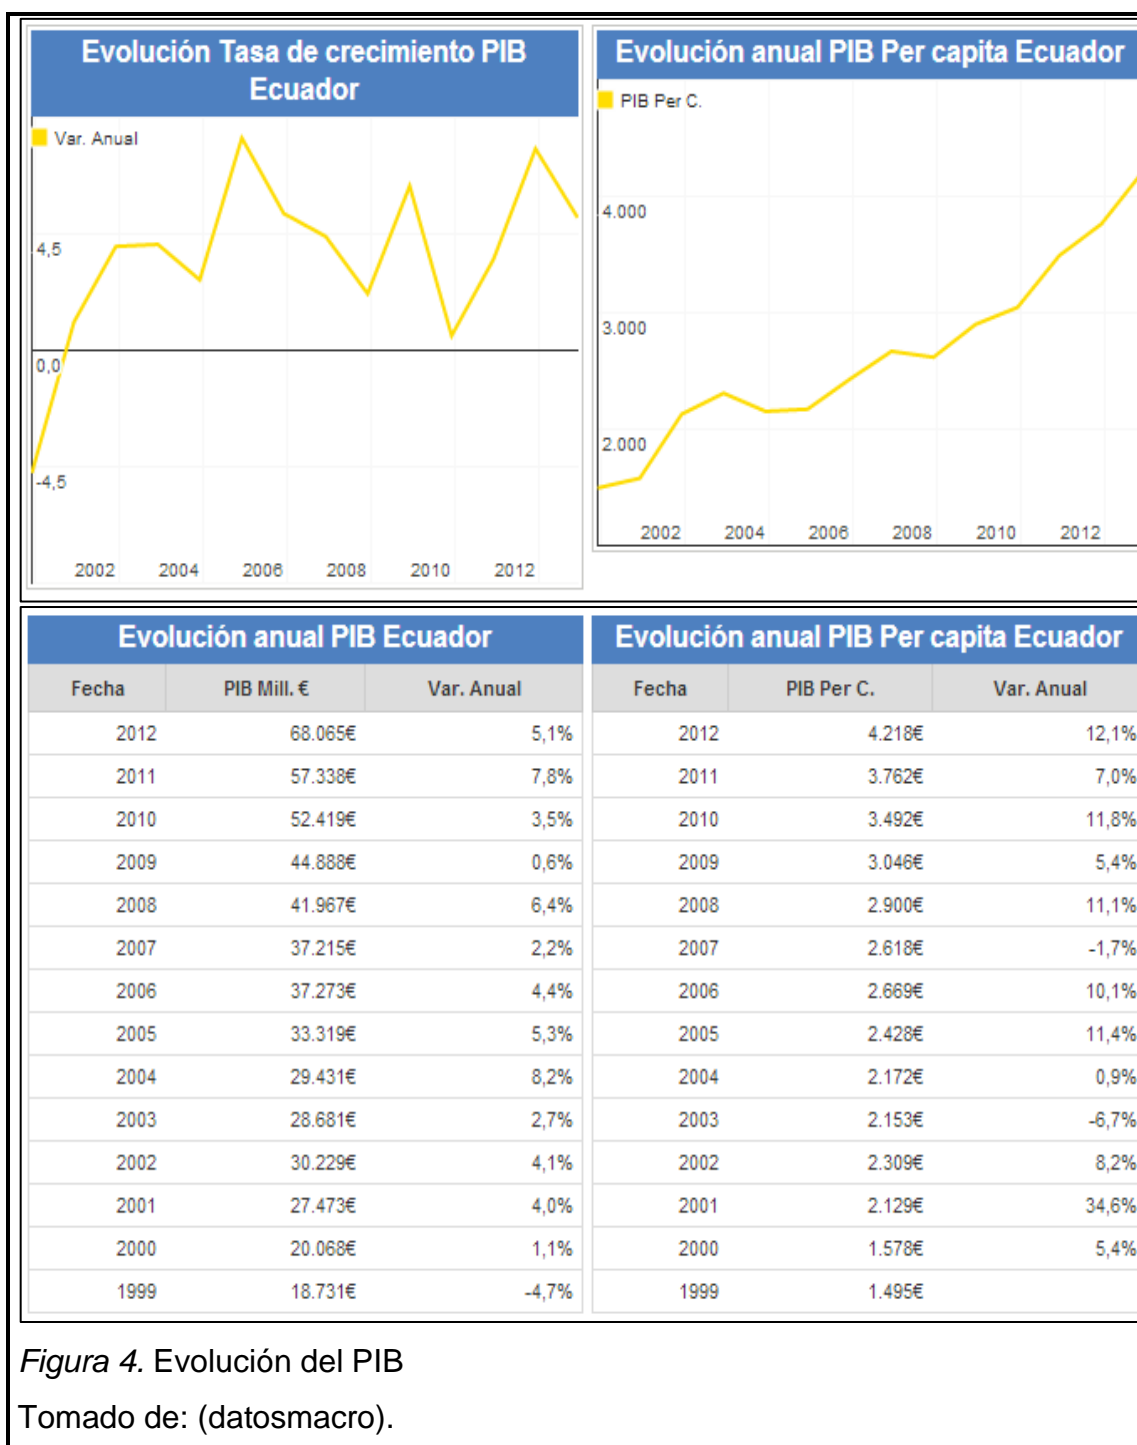 Evolución Tasa de crecimiento PIB
Ecuador
Var. Anual
4,5
0,0
-4,5
2002 2004 2006 2008 2010 2012
Evolución anual PIB Per capita Ecuador
PIB Per C.
4.000
3.000
2.000
2002 2004 2006 2008 2010 2012
Evolución anual PIB Ecuador
Fecha PIB Mill. € Var. Anual
2012 68.065€ 5,1%
2011 57.338€ 7,8%
2010 52.419€ 3,5%
2009 44.888€ 0,6%
2008 41.967€ 6,4%
2007 37.215€ 2,2%
2006 37.273€ 4,4%
2005 33.319€ 5,3%
2004 29.431€ 8,2%
2003 28.681€ 2,7%
2002 30.229€ 4,1%
2001 27.473€ 4,0%
2000 20.068€ 1,1%
1999 18.731€ -4,7%
Evolución anual PIB Per capita Ecuador
Fecha PIB Per C. Var. Anual
2012 4.218€ 12,1%
2011 3.762€ 7,0%
2010 3.492€ 11,8%
2009 3.046€ 5,4%
2008 2.900€ 11,1%
2007 2.618€ -1,7%
2006 2.669€ 10,1%
2005 2.428€ 11,4%
2004 2.172€ 0,9%
2003 2.153€ -6,7%
2002 2.309€ 8,2%
2001 2.129€ 34,6%
2000 1.578€ 5,4%
1999 1.495€
Figura 4. Evolución del PIB
Tomado de: (datosmacro).